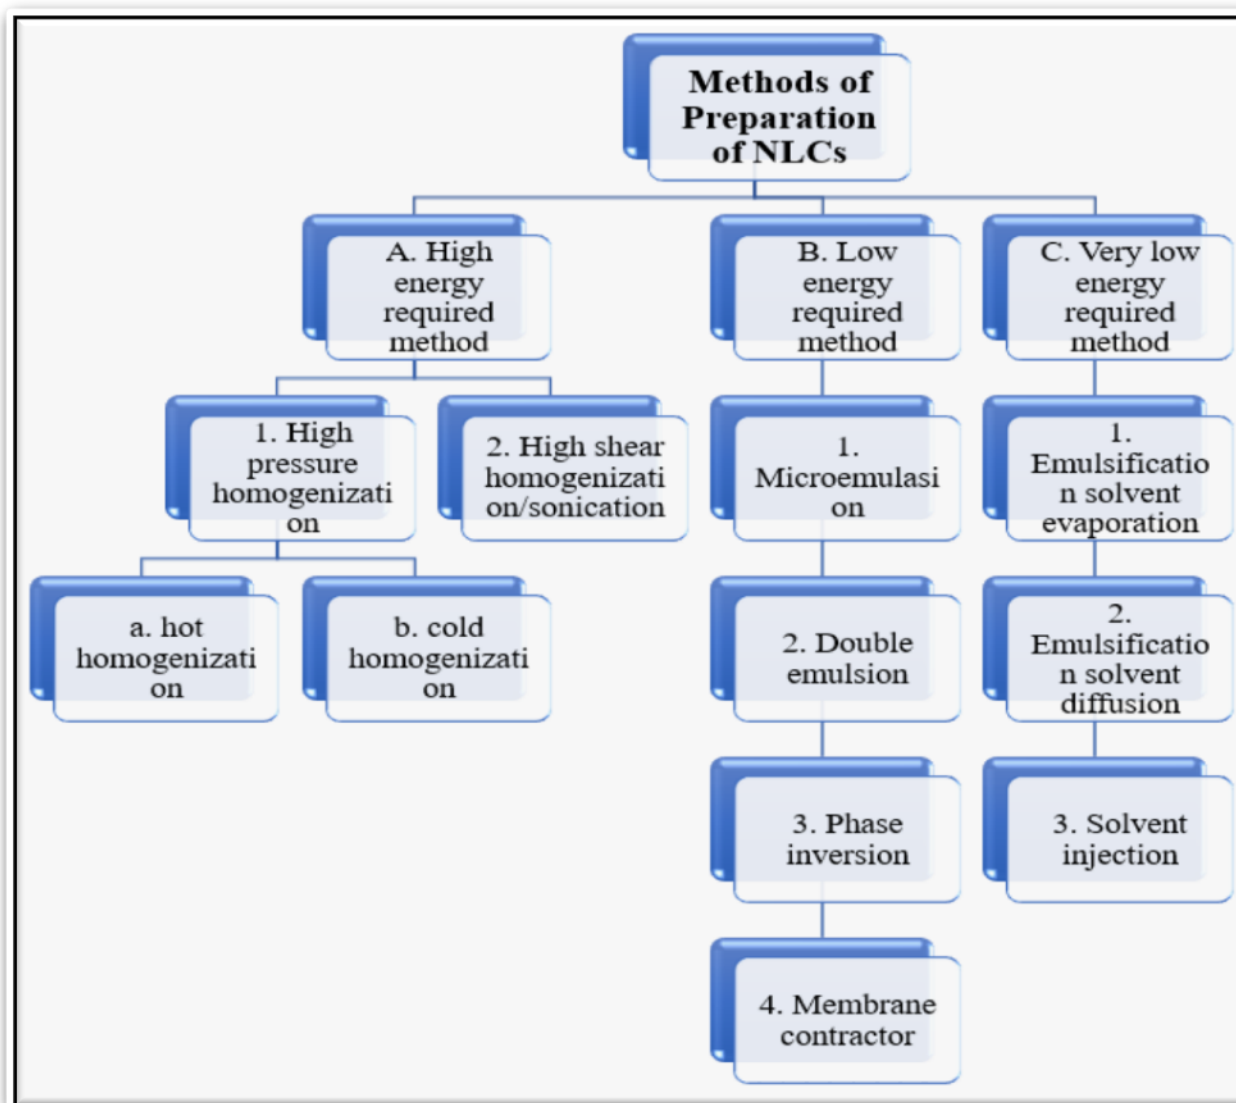 Methods of
Preparation
of NLCs
A. High
energy
required
method
B. Low
energy
required
method
C. Very low
energy
required
method
1. High
pressure
homogenizati
on
2. High shear
homogenizati
on/sonication
1.
Microemulasi
on
1.
Emulsificatio
n solvent
evaporation
a. hot
homogenizati
on
b. cold
homogenizati
on
2. Double
emulsion
2.
Emulsificatio
n solvent
diffusion
3. Phase
inversion
3. Solvent
injection
4. Membrane
contractor